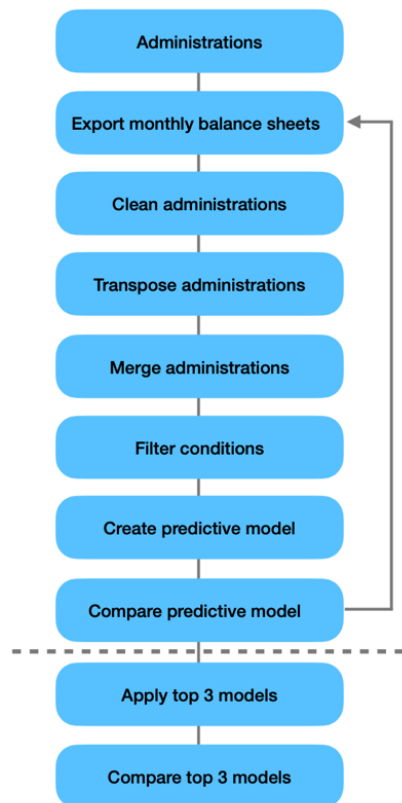 Administrations
Export monthly balance sheets
Clean administrations
Transpose administrations
Merge administrations
Filter conditions
Create predictive model
Compare predictive model
Apply top 3 models
Compare top 3 models